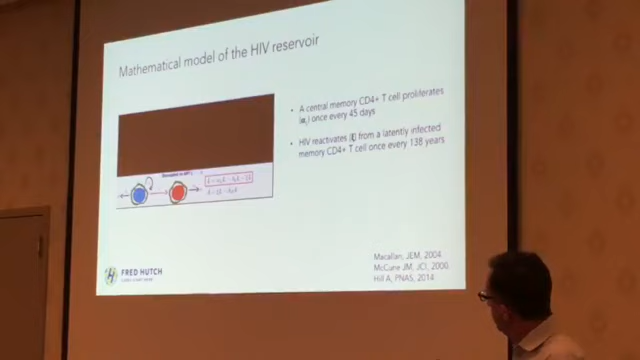 Mathematical model of the HIV reservoir
• A central memory CD4+ T cell proliferates
once every 45 days
• HIV reactivates from a latently infected
memory CD4+ T cell once every 138 years
Macallan, JEM, 2004
McCune JM, JCI, 2000
Hill A, PNAS, 2014
FRED HUTCH